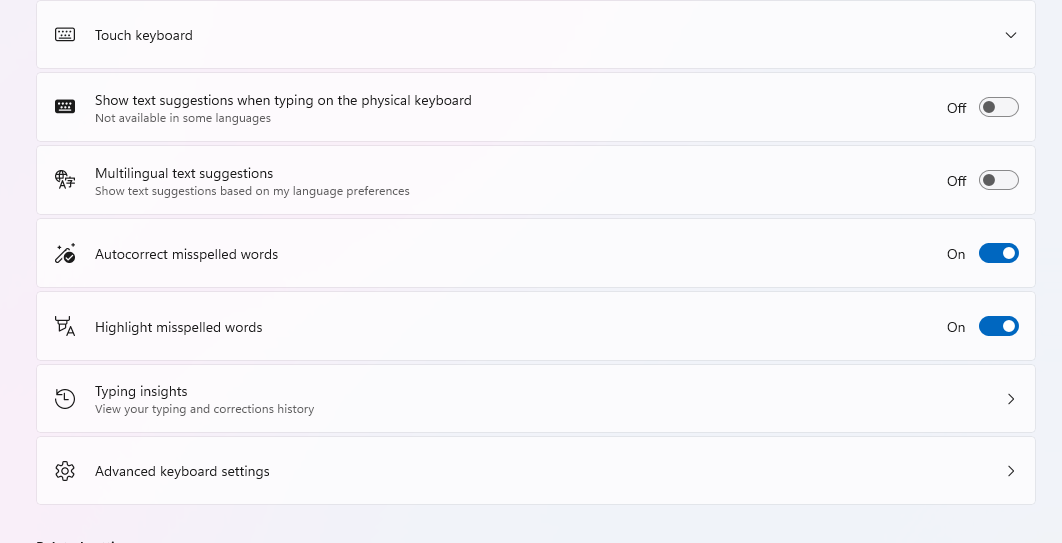 Touch keyboard
Show text suggestions when typing on the physical keyboard
Not available in some languages
Off
Multilingual text suggestions
Show text suggestions based on my language preferences
Off
Autocorrect misspelled words
On
Highlight misspelled words
On
Typing insights
View your typing and corrections history
Advanced keyboard settings